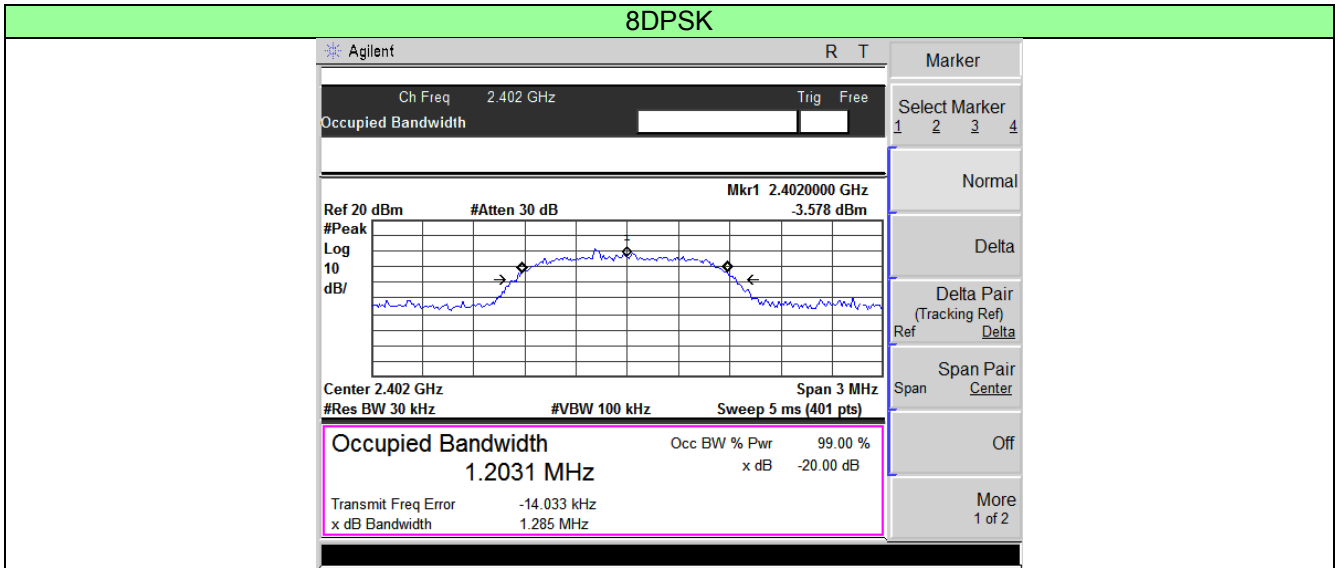 8DPSK
Agilent R T
Ch Freq 2.402 GHz Trig Free
Occupied Bandwidth
Mkr1 2.4020000 GHz
Ref 20 dBm #Atten 30 dB -3.578 dBm
#Peak
Log
10
dB/
1
Center 2.402 GHz Span 3 MHz
#Res BW 30 kHz #VBW 100 kHz Sweep 5 ms (401 pts)
Occupied Bandwidth Occ BW % Pwr 99.00 %
1.2031 MHz x dB -20.00 dB
Transmit Freq Error -14.033 kHz
x dB Bandwidth 1.285 MHz
Marker
Select Marker
1 2 3 4
Normal
Delta
Delta Pair
(Tracking Ref)
Ref Delta
Span Pair
Span Center
Off
More
1 of 2